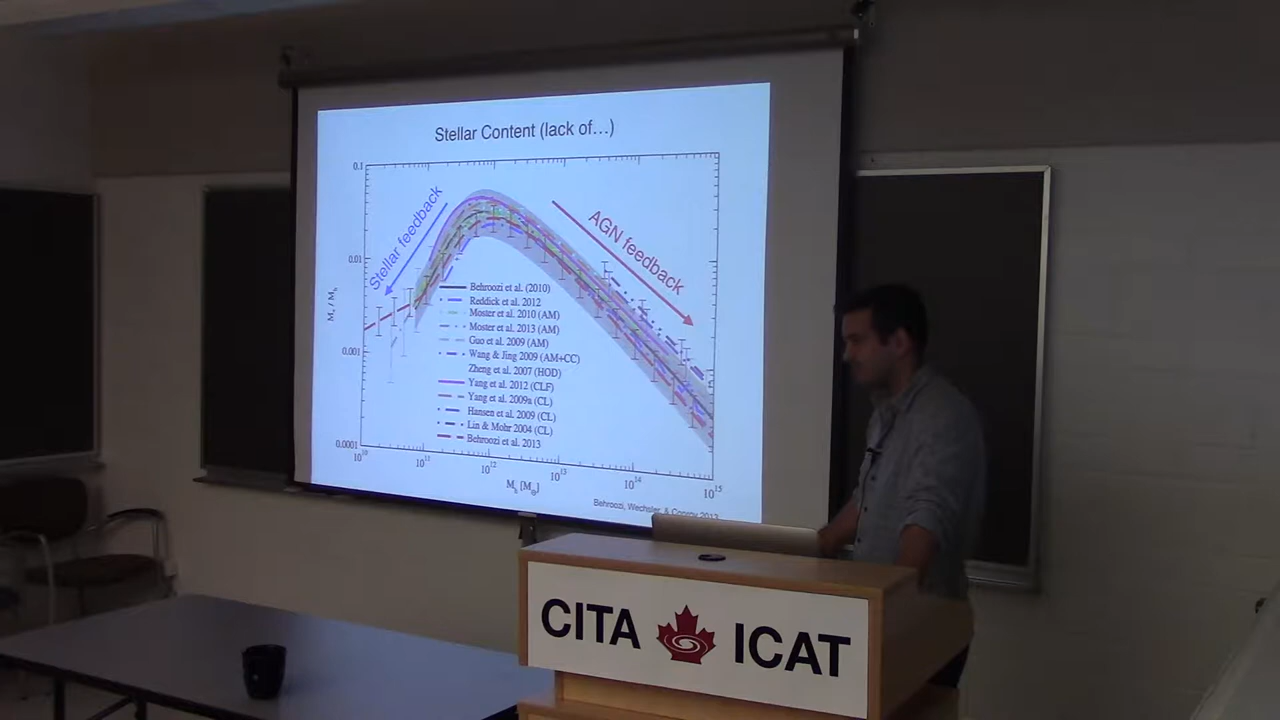 Stellar Content (lack of…)
0.1
0.01
0.001
0.0001
M* / Mh
Stellar feedback
AGN feedback
Behroozi et al. (2010)
Reddick et al. 2012
Moster et al. 2010 (AM)
Moster et al. 2013 (AM)
Guo et al. 2009 (AM)
Wang & Jing 2009 (AM+CC)
Zheng et al. 2007 (HOD)
Yang et al. 2012 (CLF)
Yang et al. 2009a (CL)
Hansen et al. 2009 (CL)
Lin & Mohr 2004 (CL)
Behroozi et al. 2013
10^10 10^11 10^12 10^13 10^14 10^15
Mh [M⊙]
Behroozi, Wechsler, & Conroy 2013
CITA ICAT